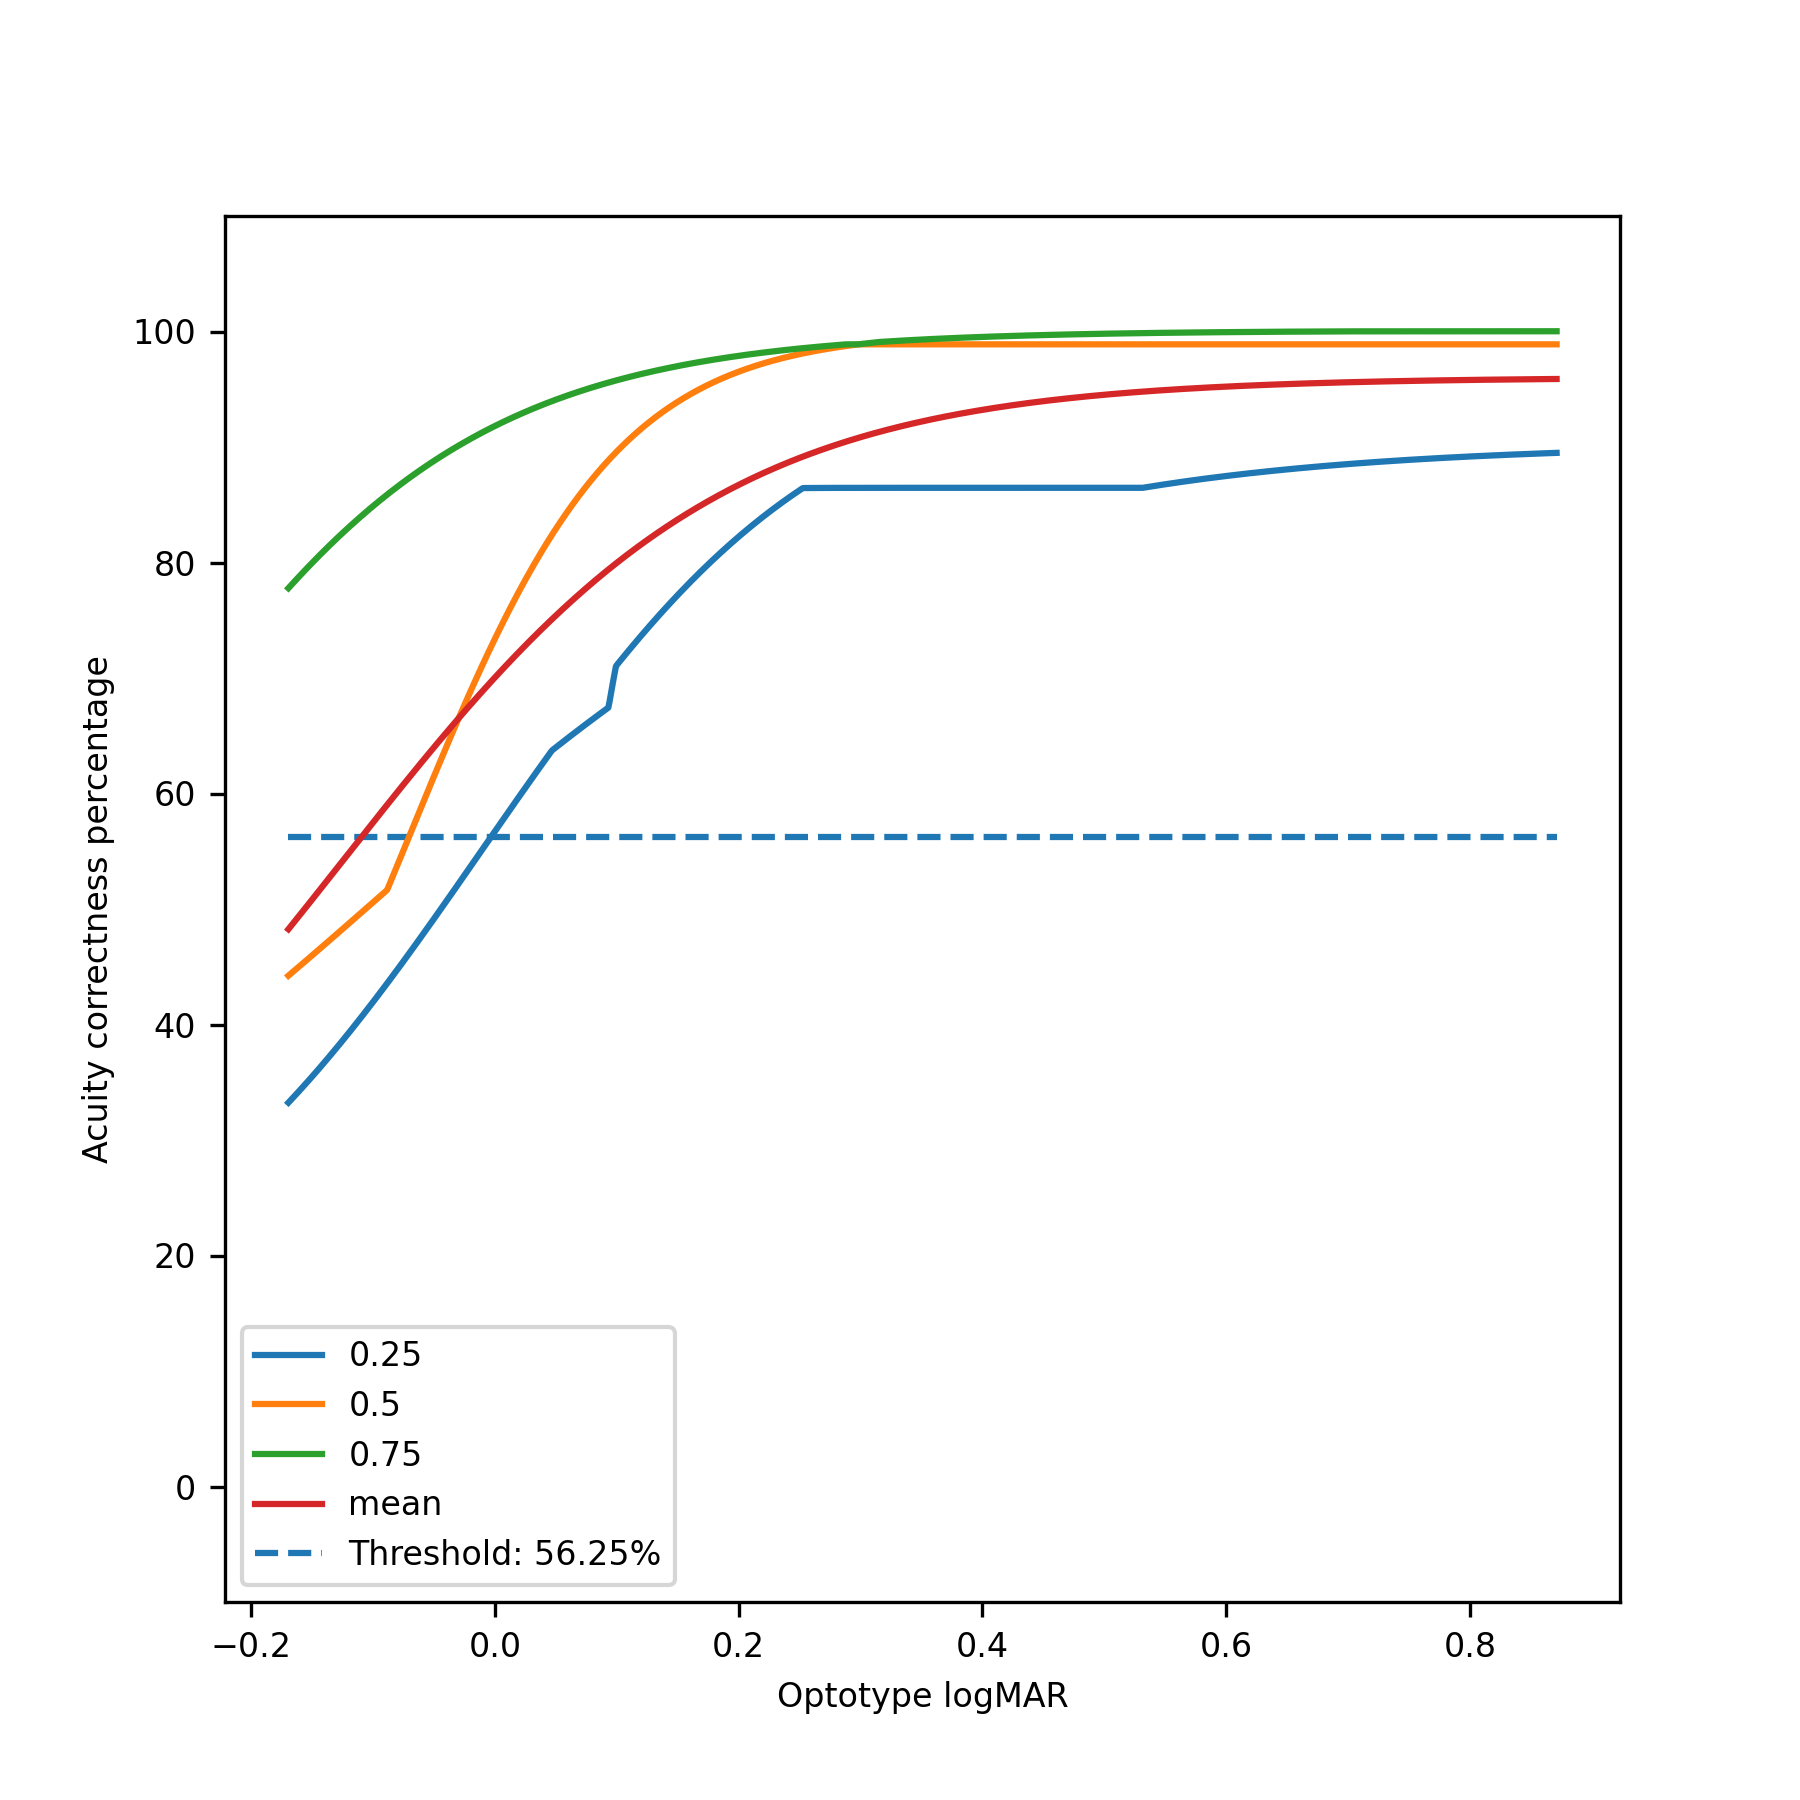 100
80
60
40
20
0
Acuity correctness percentage
0.25
0.5
0.75
mean
Threshold: 56.25%
−0.2 0.0 0.2 0.4 0.6 0.8
Optotype logMAR